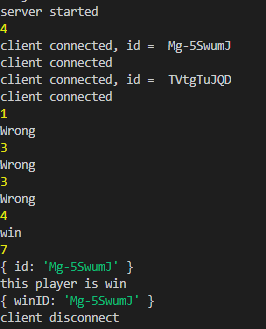 server started
4
client connected, id =  Mg-5SwumJ
client connected
client connected, id =  TVtgTuJQD
client connected
1
Wrong
3
Wrong
3
Wrong
4
win
7
{ id: 'Mg-5SwumJ' }
this player is win
{ winID: 'Mg-5SwumJ' }
client disconnect